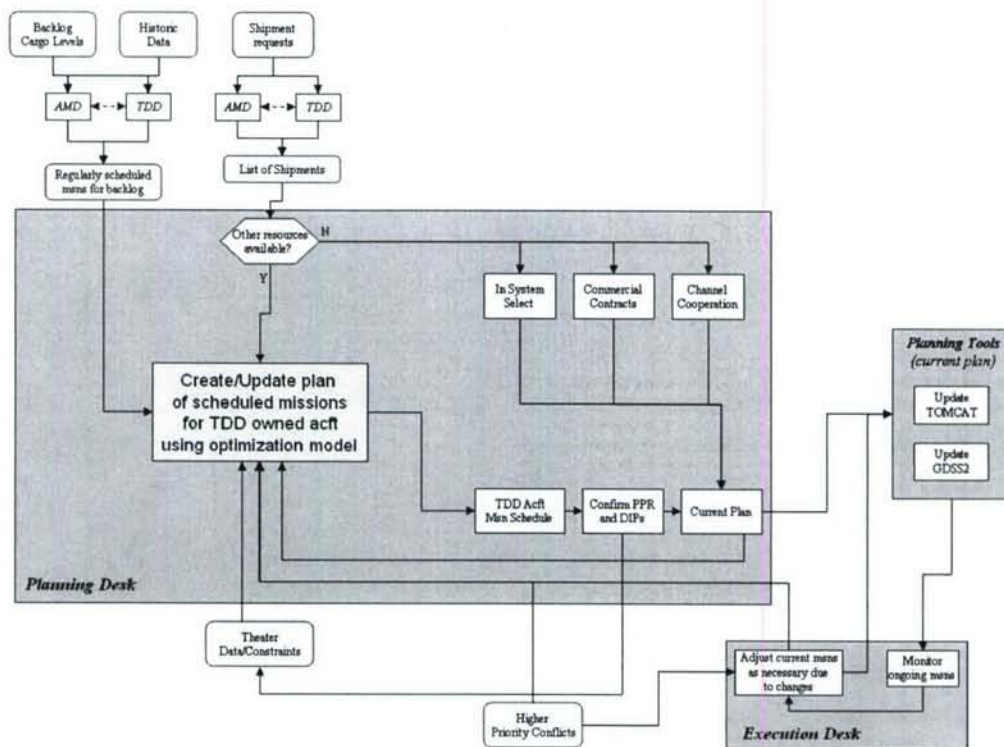 Backlog
Cargo Levels
Historic
Data
Shipment
requests
AMD
TDD
AMD
TDD
Regularly scheduled
msns for backlog
List of Shipments
Other resources
available?
N
Y
In System
Select
Commercial
Contracts
Channel
Cooperation
Planning Tools
(current plan)
Update
TOMCAT
Update
GDSS2
Create/Update plan
of scheduled missions
for TDD owned acft
using optimization model
TDD Acft
Msn Schedule
Confirm PPR
and DIPs
Current Plan
Planning Desk
Theater
Data/Constraints
Higher
Priority Conflicts
Adjust current msns
as necessary due
to changes
Monitor
ongoing msns
Execution Desk